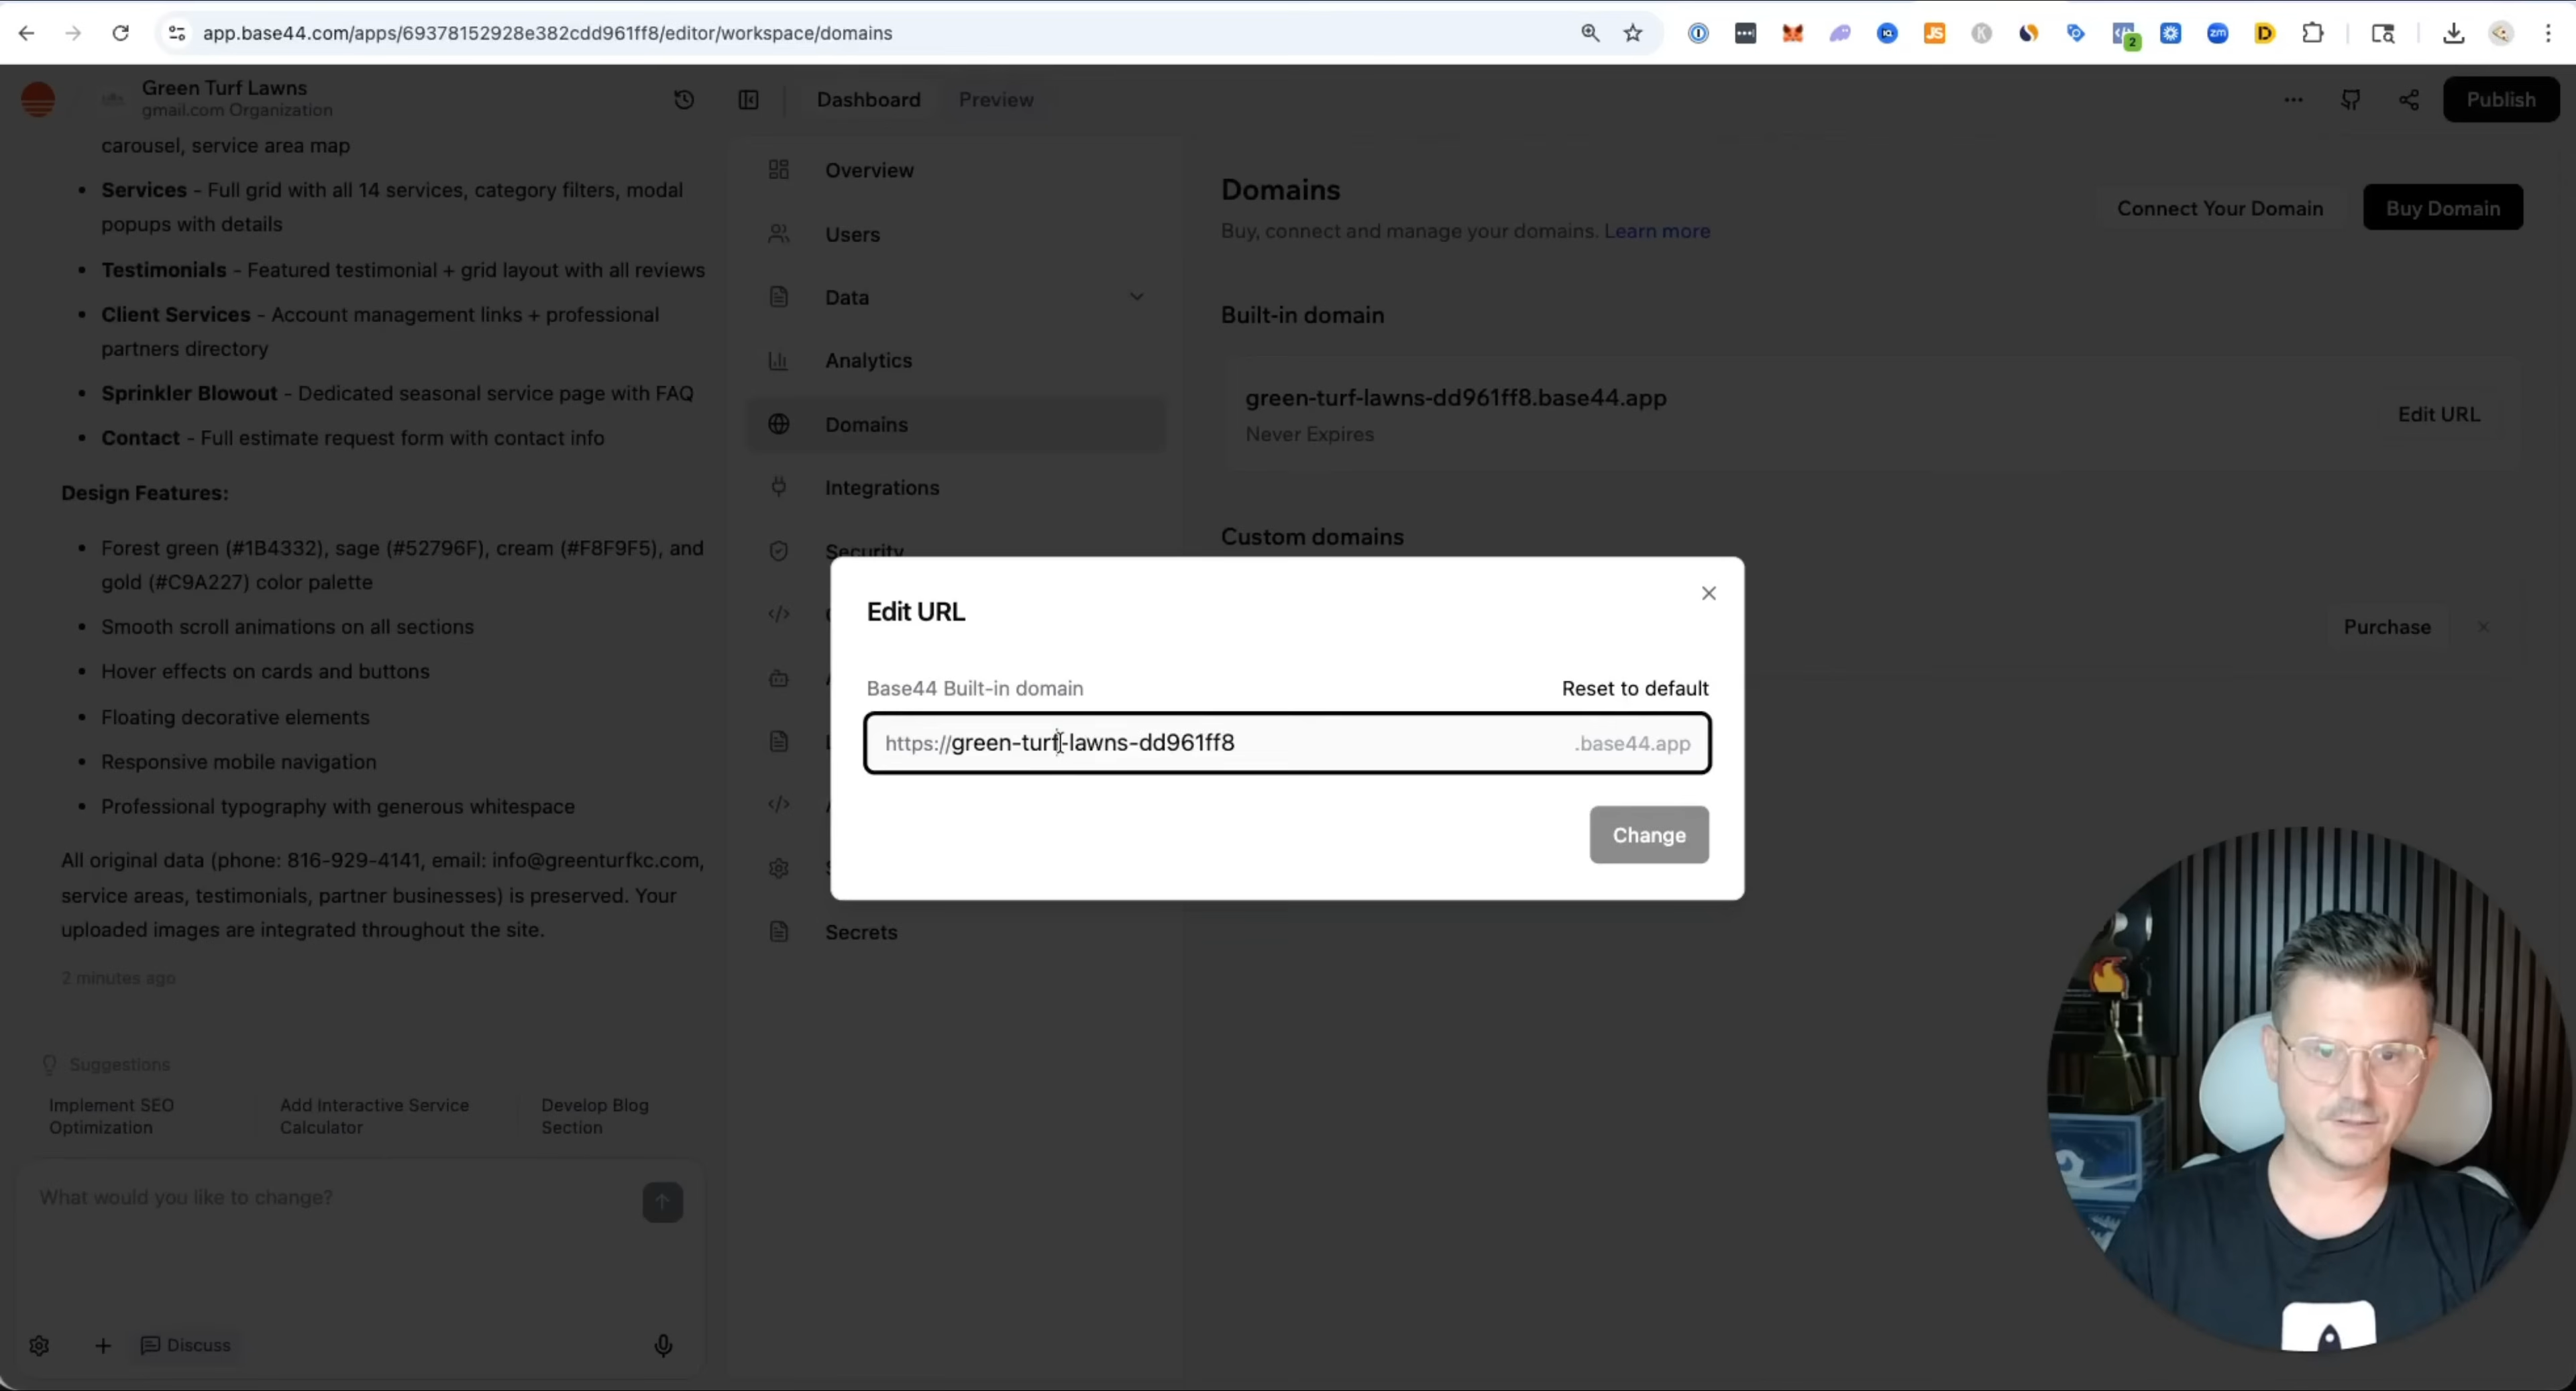 app.base44.com/apps/69378152928e382cdd961ff8/editor/workspace/domains
2
Green Turf Lawns
gmail.com Organization
Dashboard
Preview
Publish
carousel, service area map
• Services - Full grid with all 14 services, category filters, modal
popups with details
• Testimonials - Featured testimonial + grid layout with all reviews
• Client Services - Account management links + professional
partners directory
• Sprinkler Blowout - Dedicated seasonal service page with FAQ
• Contact - Full estimate request form with contact info
Design Features:
• Forest green (#1B4332), sage (#52796F), cream (#F8F9F5), and
gold (#C9A227) color palette
• Smooth scroll animations on all sections
• Hover effects on cards and buttons
• Floating decorative elements
• Responsive mobile navigation
• Professional typography with generous whitespace
All original data (phone: 816-929-4141, email: info@greenturfkc.com,
service areas, testimonials, partner businesses) is preserved. Your
uploaded images are integrated throughout the site.
2 minutes ago
Suggestions
Implement SEO
Optimization
Add Interactive Service
Calculator
Develop Blog
Section
What would you like to change?
Discuss
Overview
Users
Data
Analytics
Domains
Integrations
Security
Secrets
Domains
Buy, connect and manage your domains. Learn more
Connect Your Domain
Buy Domain
Built-in domain
green-turf-lawns-dd961ff8.base44.app
Never Expires
Edit URL
Custom domains
Purchase
Edit URL
Base44 Built-in domain
Reset to default
https://green-turf-lawns-dd961ff8
.base44.app
Change